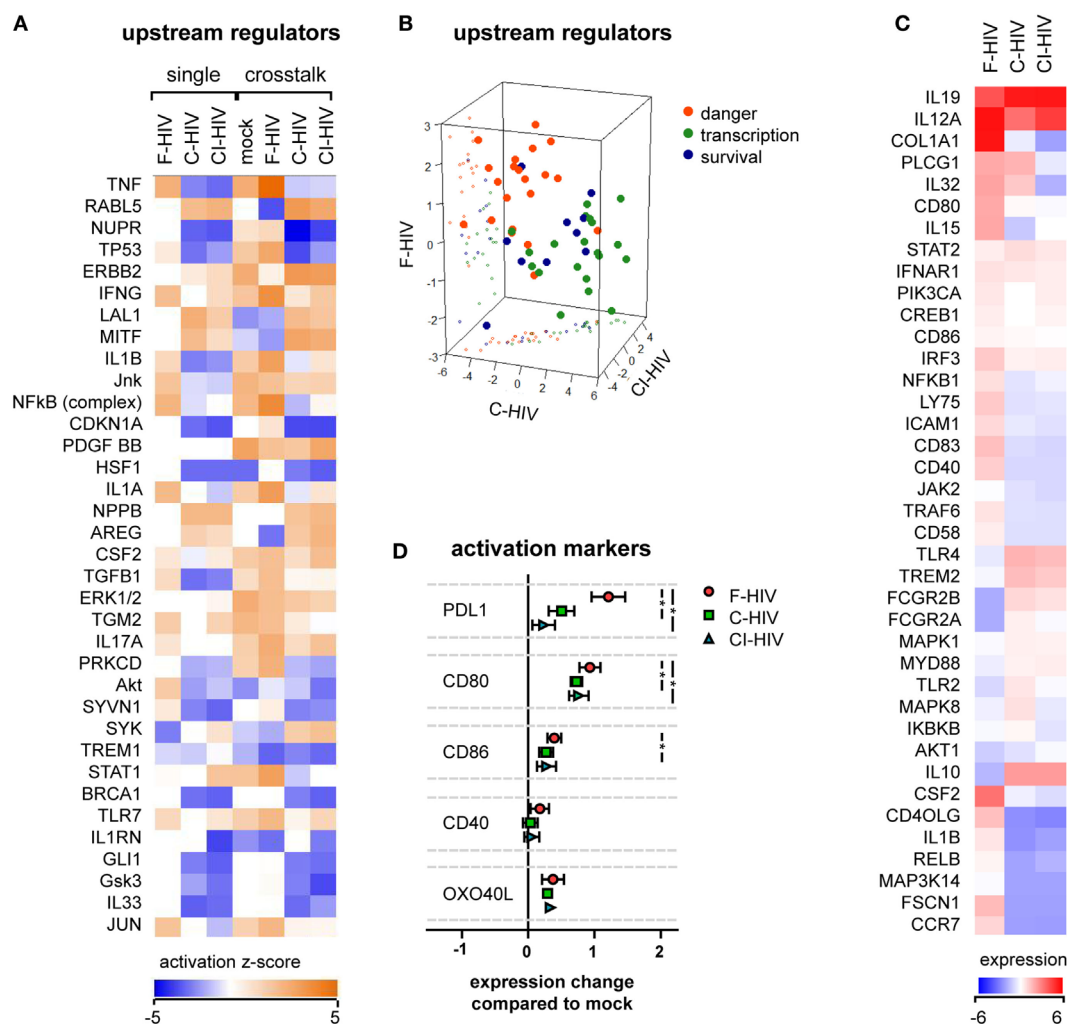 A
upstream regulators
single crosstalk
F-HIV
C-HIV
CI-HIV
mock
F-HIV
C-HIV
CI-HIV
TNF
RABL5
NUPR
TP53
ERBB2
IFNG
LAL1
MITF
IL1B
Jnk
NFkB (complex)
CDKN1A
PDGF BB
HSF1
IL1A
NPPB
AREG
CSF2
TGFB1
ERK1/2
TGM2
IL17A
PRKCD
Akt
SYVN1
SYK
TREM1
STAT1
BRCA1
TLR7
IL1RN
GLI1
Gsk3
IL33
JUN
activation z-score
-5 5
B
upstream regulators
danger
transcription
survival
F-HIV
3
2
1
0
-1
-2
-3
-6 -4 -2 0 2 4 6
C-HIV
-4 -2 0 2 4
CI-HIV
D
activation markers
PDL1
CD80
CD86
CD40
OXO40L
F-HIV
C-HIV
CI-HIV
** **
** **
**
-1 0 1 2
expression change
compared to mock
C
F-HIV
C-HIV
CI-HIV
IL19
IL12A
COL1A1
PLCG1
IL32
CD80
IL15
STAT2
IFNAR1
PIK3CA
CREB1
CD86
IRF3
NFKB1
LY75
ICAM1
CD83
CD40
JAK2
TRAF6
CD58
TLR4
TREM2
FCGR2B
FCGR2A
MAPK1
MYD88
TLR2
MAPK8
IKBKB
AKT1
IL10
CSF2
CD4OLG
IL1B
RELB
MAP3K14
FSCN1
CCR7
expression
-6 6